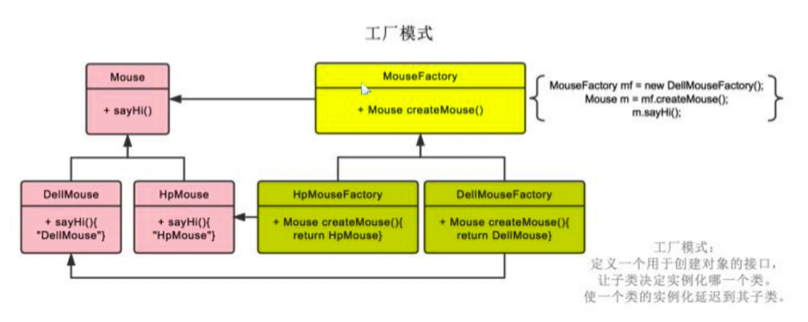 工厂模式
Mouse
+ sayHi()
MouseFactory
+ Mouse createMouse()
MouseFactory mf = new DellMouseFactory();
Mouse m = mf.createMouse();
m.sayHi();
DellMouse
+ sayHi(){
"DellMouse"}
HpMouse
+ sayHi(){
"HpMouse"}
HpMouseFactory
+ Mouse createMouse(){
return HpMouse}
DellMouseFactory
+ Mouse createMouse(){
return DellMouse}
工厂模式：
定义一个用于创建对象的接口，
让子类决定实例化哪一个类。
使一个类的实例化延迟到其子类。